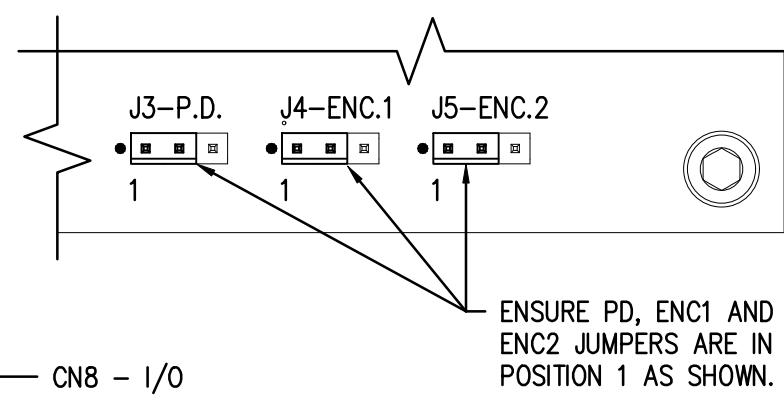 J3-P.D. J4-ENC.1 J5-ENC.2
1 1 1
ENSURE PD, ENC1 AND
ENC2 JUMPERS ARE IN
POSITION 1 AS SHOWN.
CN8 - I/O